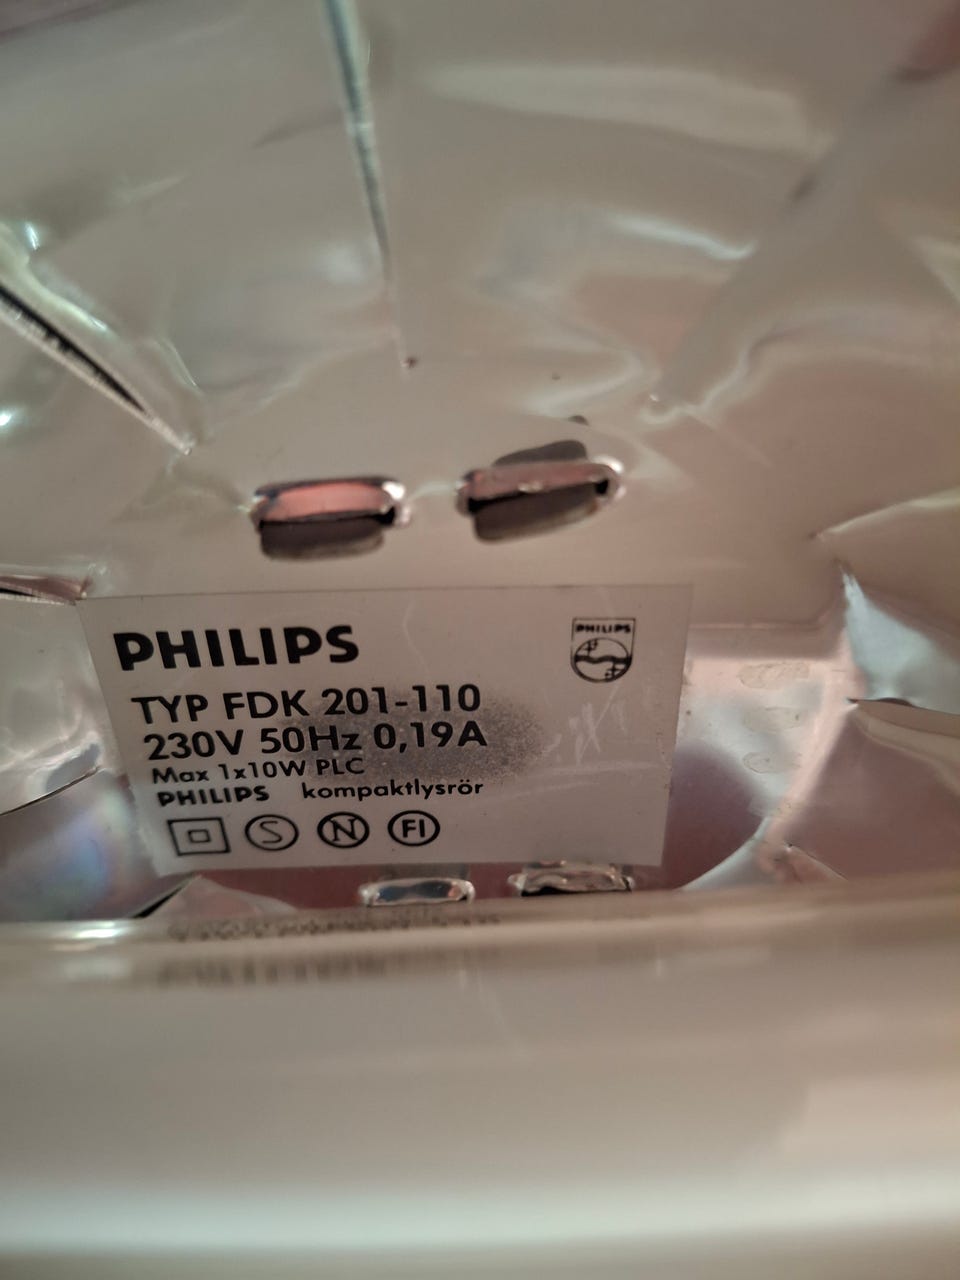 PHILIPS
PHILIPS
TYP FDK 201-110
230V 50Hz 0,19A
Max 1x10W PLC
PHILIPS kompaktlysrör
S N FI